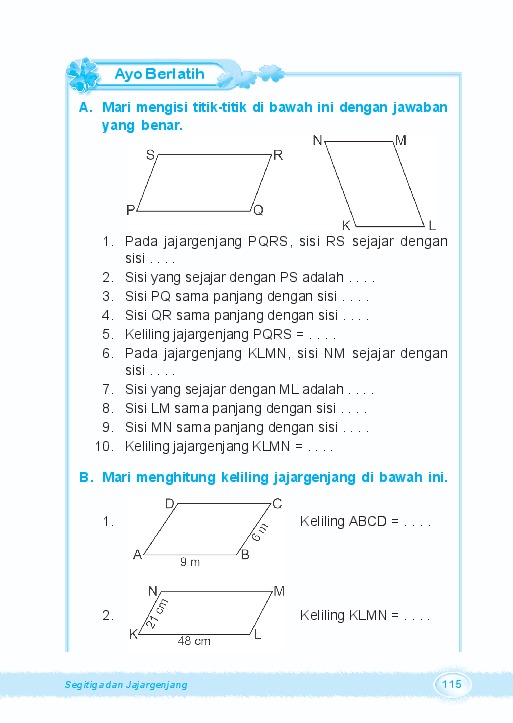 Ayo Berlatih
A. Mari mengisi titik-titik di bawah ini dengan jawaban
yang benar.
S R
P Q
N M
K L
1. Pada jajargenjang PQRS, sisi RS sejajar dengan
sisi . . . .
2. Sisi yang sejajar dengan PS adalah . . . .
3. Sisi PQ sama panjang dengan sisi . . . .
4. Sisi QR sama panjang dengan sisi . . . .
5. Keliling jajargenjang PQRS = . . . .
6. Pada jajargenjang KLMN, sisi NM sejajar dengan
sisi . . . .
7. Sisi yang sejajar dengan ML adalah . . . .
8. Sisi LM sama panjang dengan sisi . . . .
9. Sisi MN sama panjang dengan sisi . . . .
10. Keliling jajargenjang KLMN = . . . .
B. Mari menghitung keliling jajargenjang di bawah ini.
D C
1. 6 m Keliling ABCD = . . . .
A B
9 m
N M
2. 21 cm Keliling KLMN = . . . .
K L
48 cm
Segitiga dan Jajargenjang 115